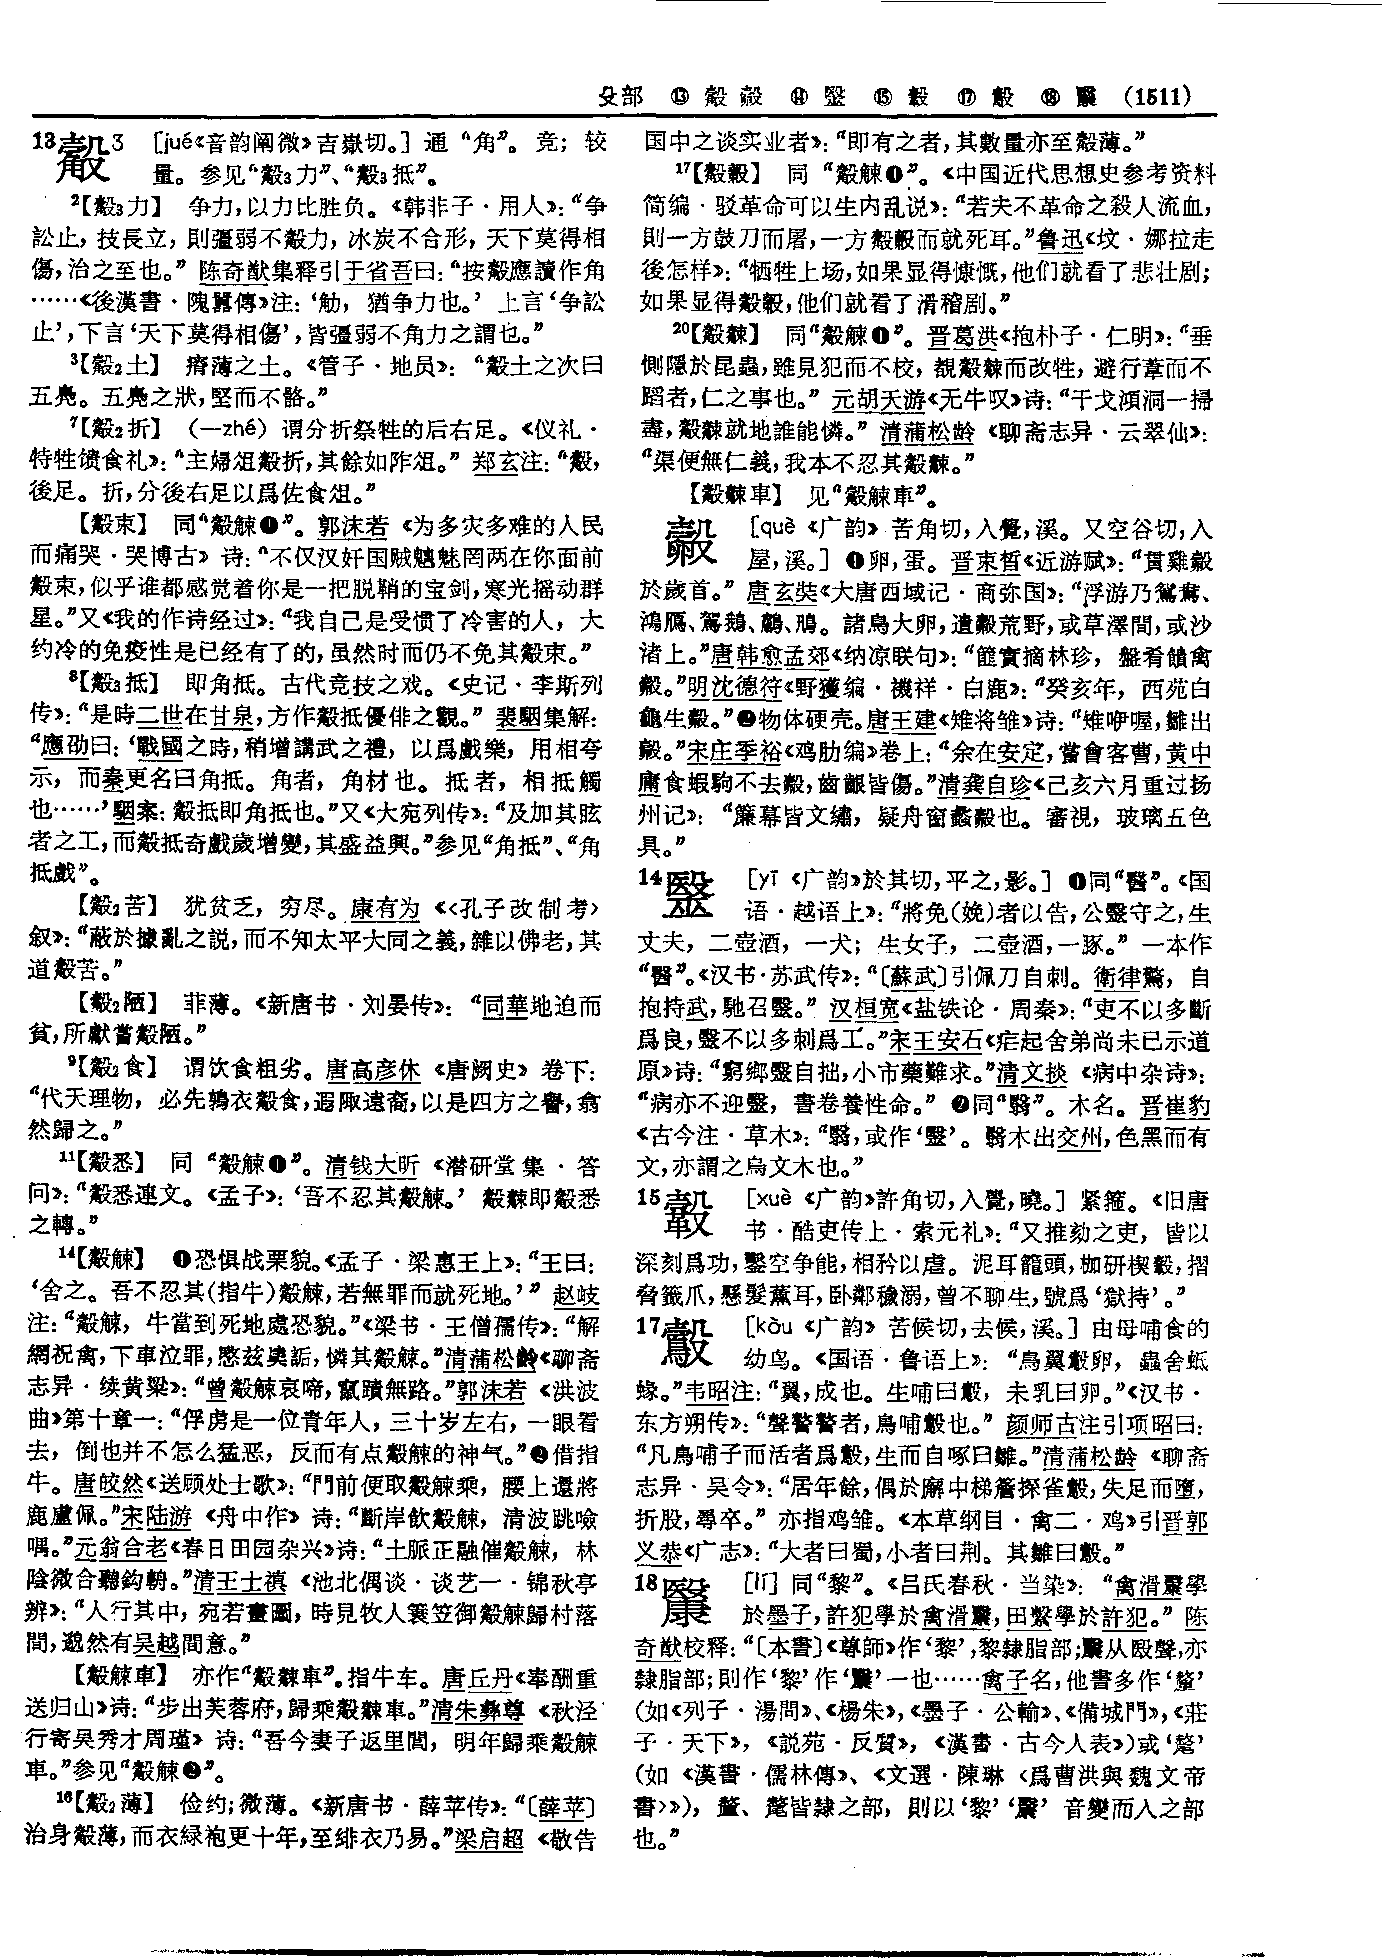 殳部 ⑬ 觳 㱿 ⑭ 毉 ⑮ 㲄 ⑰ 鷇 ⑱ (1511)
13觳3 [jué《音韵阐微》吉嶽切。] 通“角”。竞；较
量。参见“觳3力”、“觳3抵”。
2【觳3力】 争力，以力比胜负。《韩非子·用人》：“争
訟止，技長立，則彊弱不觳力，冰炭不合形，天下莫得相
傷，治之至也。”陈奇猷集释引于省吾曰：“按觳應讀作角
……《後漢書·隗囂傳》注：‘觓，猶争力也。’上言‘争訟
止’，下言‘天下莫得相傷’，皆彊弱不角力之謂也。”
3【觳2土】 瘠薄之土。《管子·地员》：“觳土之次曰
五鳧。五鳧之狀，堅而不骼。”
7【觳2折】（—zhé）谓分折祭牲的后右足。《仪礼·
特牲馈食礼》：“主婦俎觳折，其餘如阼俎。”郑玄注：“觳，
後足。折，分後右足以爲佐食俎。”
【觳束】 同“觳觫❶”。郭沫若《为多灾多难的人民
而痛哭·哭博古》诗：“不仅汉奸国贼魑魅罔两在你面前
觳束，似乎谁都感觉着你是一把脱鞘的宝剑，寒光摇动群
星。”又《我的作诗经过》：“我自己是受惯了冷害的人，大
约冷的免疫性是已经有了的，虽然时而仍不免其觳束。”
8【觳3抵】 即角抵。古代竞技之戏。《史记·李斯列
传》：“是時二世在甘泉，方作觳抵優俳之觀。”裴駰集解：
“應劭曰：‘戰國之時，稍增講武之禮，以爲戲樂，用相夸
示，而秦更名曰角抵。角者，角材也。抵者，相抵觸
也……’駰案：觳抵即角抵也。”又《大宛列传》：“及加其眩
者之工，而觳抵奇戲歲增變，其盛益興。”参见“角抵”、“角
抵戲”。
【觳2苦】 犹贫乏，穷尽。康有为《〈孔子改制考〉
叙》：“蔽於據亂之説，而不知太平大同之義，雜以佛老，其
道觳苦。”
【觳2陋】 菲薄。《新唐书·刘晏传》：“同華地迫而
貧，所獻嘗觳陋。”
9【觳2食】 谓饮食粗劣。唐高彦休《唐阙史》卷下：
“代天理物，必先鶉衣觳食，遐陬遠裔，以是四方之譽，翕
然歸之。”
11【觳悉】 同“觳觫❶”。清钱大昕《潜研堂集·答
问》：“觳悉連文。《孟子》：‘吾不忍其觳觫。’觳觫即觳悉
之轉。”
14【觳觫】 ❶恐惧战栗貌。《孟子·梁惠王上》：“王曰：
‘舍之。吾不忍其（指牛）觳觫，若無罪而就死地。’”赵岐
注：“觳觫，牛當到死地處恐貌。”《梁书·王僧孺传》：“解
網祝禽，下車泣罪，愍兹㥬詬，憐其觳觫。”清蒲松龄《聊斋
志异·续黄粱》：“曾觳觫哀啼，竄蹟無路。”郭沫若《洪波
曲》第十章一：“俘虏是一位青年人，三十岁左右，一眼看
去，倒也并不怎么猛恶，反而有点觳觫的神气。”❷借指
牛。唐皎然《送顾处士歌》：“門前便取觳觫乘，腰上還將
鹿盧佩。”宋陆游《舟中作》诗：“斷岸飲觳觫，清波跳噞
喁。”元翁合老《春日田园杂兴》诗：“土脈正融催觳觫，林
陰微合聽鈎輈。”清王士禛《池北偶谈·谈艺一·锦秋亭
辨》：“人行其中，宛若畫圖，時見牧人蓑笠御觳觫歸村落
間，邈然有吴越間意。”
【觳觫車】 亦作“觳㯤車”。指牛车。唐丘丹《奉酬重
送归山》诗：“步出芙蓉府，歸乘觳㯤車。”清朱彝尊《秋泾
行寄吴秀才周瑾》诗：“吾今妻子返里閭，明年歸乘觳觫
車。”参见“觳觫❷”。
16【觳2薄】 俭约；微薄。《新唐书·薛苹传》：“〔薛苹〕
治身觳薄，而衣緑袍更十年，至緋衣乃易。”梁启超《敬告
国中之谈实业者》：“即有之者，其數量亦至觳薄。”
17【觳觳】 同“觳觫❶”。《中国近代思想史参考资料
简编·驳革命可以生内乱说》：“若夫不革命之殺人流血，
則一方鼓刀而屠，一方觳觳而就死耳。”鲁迅《坟·娜拉走
後怎样》：“牺牲上场，如果显得慷慨，他们就看了悲壮剧；
如果显得觳觳，他们就看了滑稽剧。”
20【觳㯤】 同“觳觫❶”。晋葛洪《抱朴子·仁明》：“垂
惻隱於昆蟲，雖見犯而不校，覩觳㯤而改牲，避行葦而不
蹈者，仁之事也。”元胡天游《无牛叹》诗：“干戈澒洞一掃
盡，觳㯤就地誰能憐。”清蒲松龄《聊斋志异·云翠仙》：
“渠便無仁義，我本不忍其觳㯤。”
【觳㯤車】 见“觳觫車”。
[què《广韵》苦角切，入覺，溪。又空谷切，入
屋，溪。] ❶卵，蛋。晋束皙《近游赋》：“貫雞㱿
於歲首。”唐玄奘《大唐西域记·商弥国》：“浮游乃鴛鴦、
鴻鴈、鴐鵝、鷫、鳵。諸鳥大卵，遺㱿荒野，或草澤間，或沙
渚上。”唐韩愈孟郊《纳凉联句》：“篚實摘林珍，盤肴饋禽
㱿。”明沈德符《野獲编·禨祥·白鹿》：“癸亥年，西苑白
龜生㱿。”❷物体硬壳。唐王建《雉将雏》诗：“雉咿喔，雛出
㱿。”宋庄季裕《鸡肋编》卷上：“余在安定，嘗會客曹，黄中
庸食蝦駒不去㱿，齒齦皆傷。”清龚自珍《己亥六月重过扬
州记》：“簾幕皆文繡，疑舟窗蠡㱿也。審視，玻璃五色
具。”
14毉 [yī《广韵》於其切，平之，影。] ❶同“醫”。《国
语·越语上》：“將免（娩）者以告，公毉守之，生
丈夫，二壺酒，一犬；生女子，二壺酒，一豚。”一本作
“醫”。《汉书·苏武传》：“〔蘇武〕引佩刀自刺。衛律驚，自
抱持武，馳召毉。”汉桓宽《盐铁论·周秦》：“吏不以多斷
爲良，毉不以多刺爲工。”宋王安石《疟起舍弟尚未已示道
原》诗：“窮鄉毉自拙，小市藥難求。”清文掞《病中杂诗》：
“病亦不迎毉，書卷養性命。”❷同“翳”。木名。晋崔豹
《古今注·草木》：“翳，或作‘毉’。翳木出交州，色黑而有
文，亦謂之烏文木也。”
15㲄 [xuè《广韵》許角切，入覺，曉。] 紧箍。《旧唐
书·酷吏传上·索元礼》：“又推劾之吏，皆以
深刻爲功，鑿空争能，相矜以虐。泥耳籠頭，枷研楔㲄，摺
脅籤爪，懸髮薰耳，卧鄰穢溺，曾不聊生，號爲‘獄持’。”
17鷇 [kòu《广韵》苦候切，去候，溪。] 由母哺食的
幼鸟。《国语·鲁语上》：“鳥翼鷇卵，蟲舍蚳
蝝。”韦昭注：“翼，成也。生哺曰鷇，未乳曰卵。”《汉书·
东方朔传》：“聲謷謷者，鳥哺鷇也。”颜师古注引项昭曰：
“凡鳥哺子而活者爲鷇，生而自啄曰雛。”清蒲松龄《聊斋
志异·吴令》：“居年餘，偶於廨中梯簷探雀鷇，失足而墮，
折股，尋卒。”亦指鸡雏。《本草纲目·禽二·鸡》引晋郭
义恭《广志》：“大者曰蜀，小者曰荆。其雛曰鷇。”
18 [lí] 同“黎”。《吕氏春秋·当染》：“禽滑學
於墨子，許犯學於禽滑，田繫學於許犯。”陈
奇猷校释：“〔本書〕《尊師》作‘黎’，黎隸脂部；从殹聲，亦
隸脂部；則作‘黎’作‘’一也……禽子名，他書多作‘釐’
（如《列子·湯問》、《楊朱》，《墨子·公輸》、《備城門》，《莊
子·天下》，《説苑·反質》，《漢書·古今人表》）或‘氂’
（如《漢書·儒林傳》、《文選·陳琳〈爲曹洪與魏文帝
書〉》），釐、氂皆隸之部，則以‘黎’‘’音變而入之部
也。”